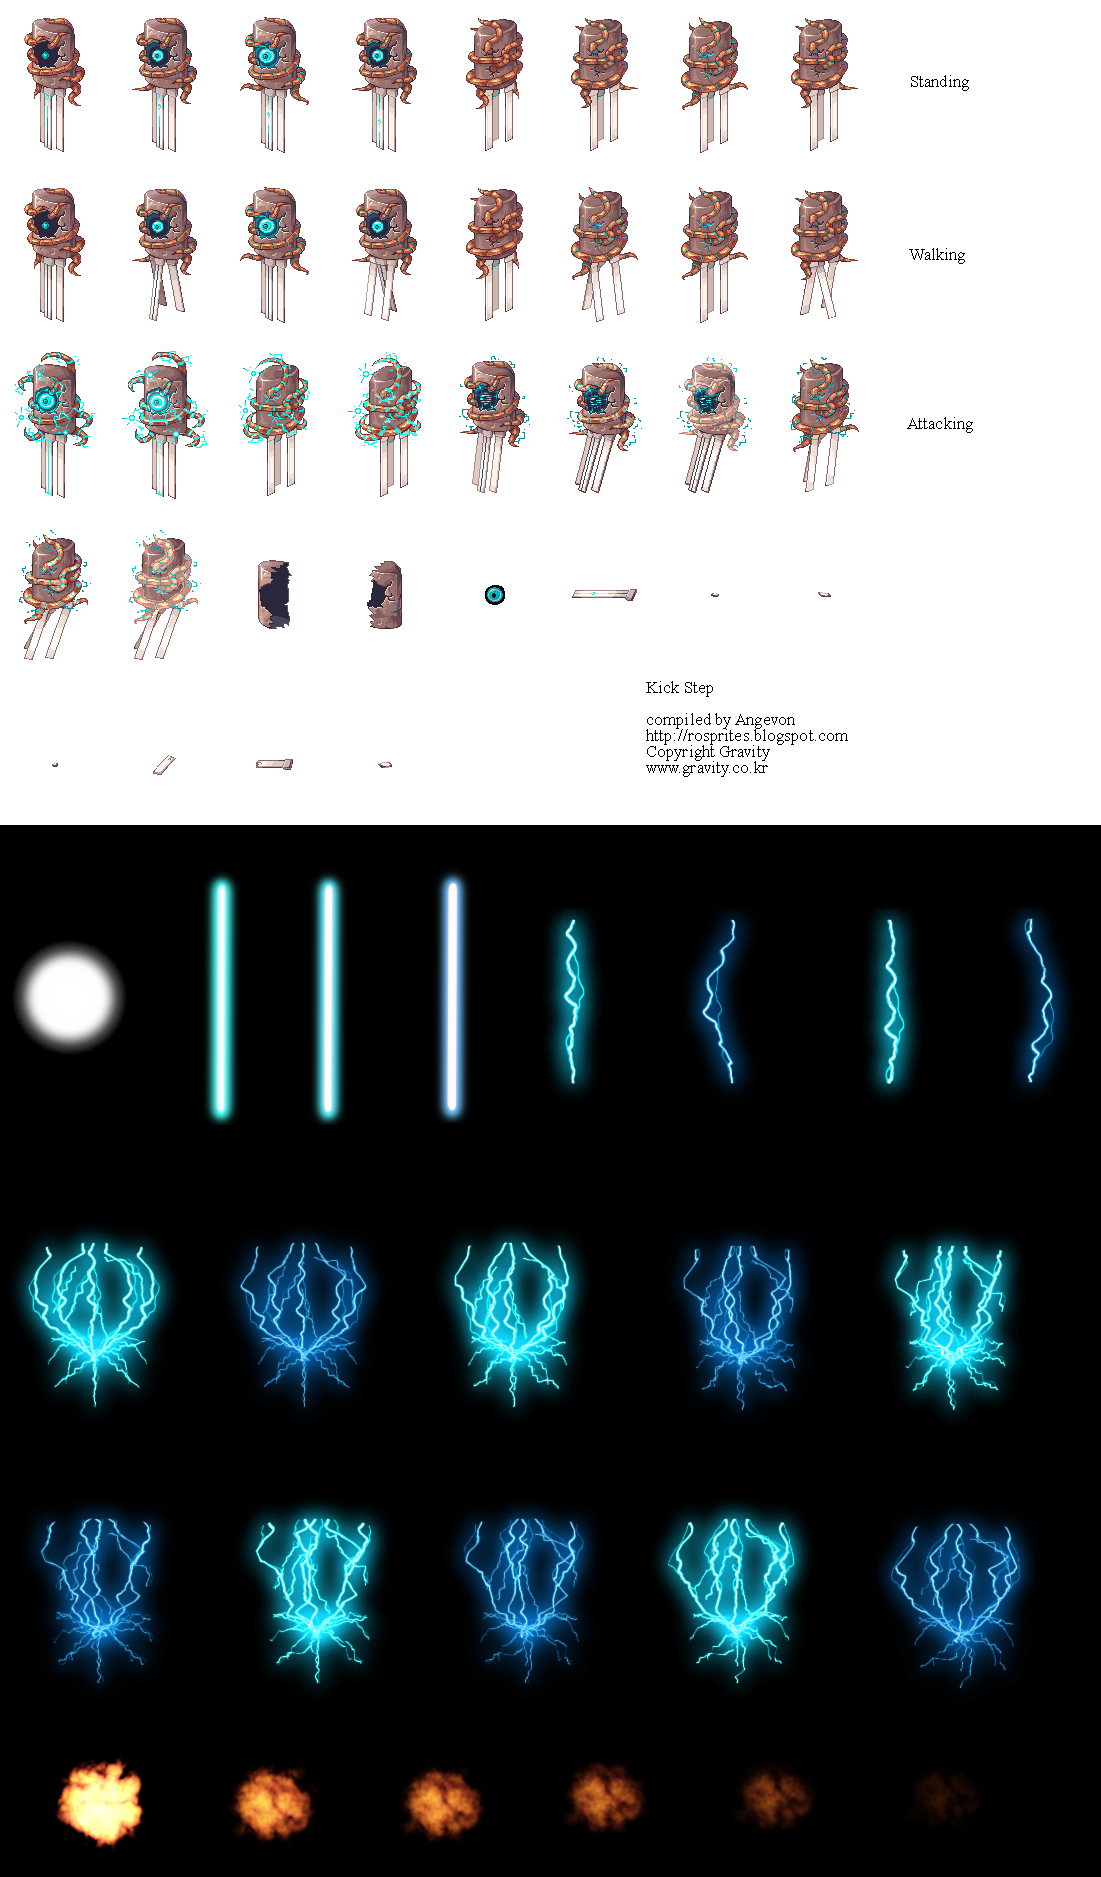 Standing
Walking
Attacking
Kick Step
compiled by Angevon
http://rosprites.blogspot.com
Copyright Gravity
www.gravity.co.kr